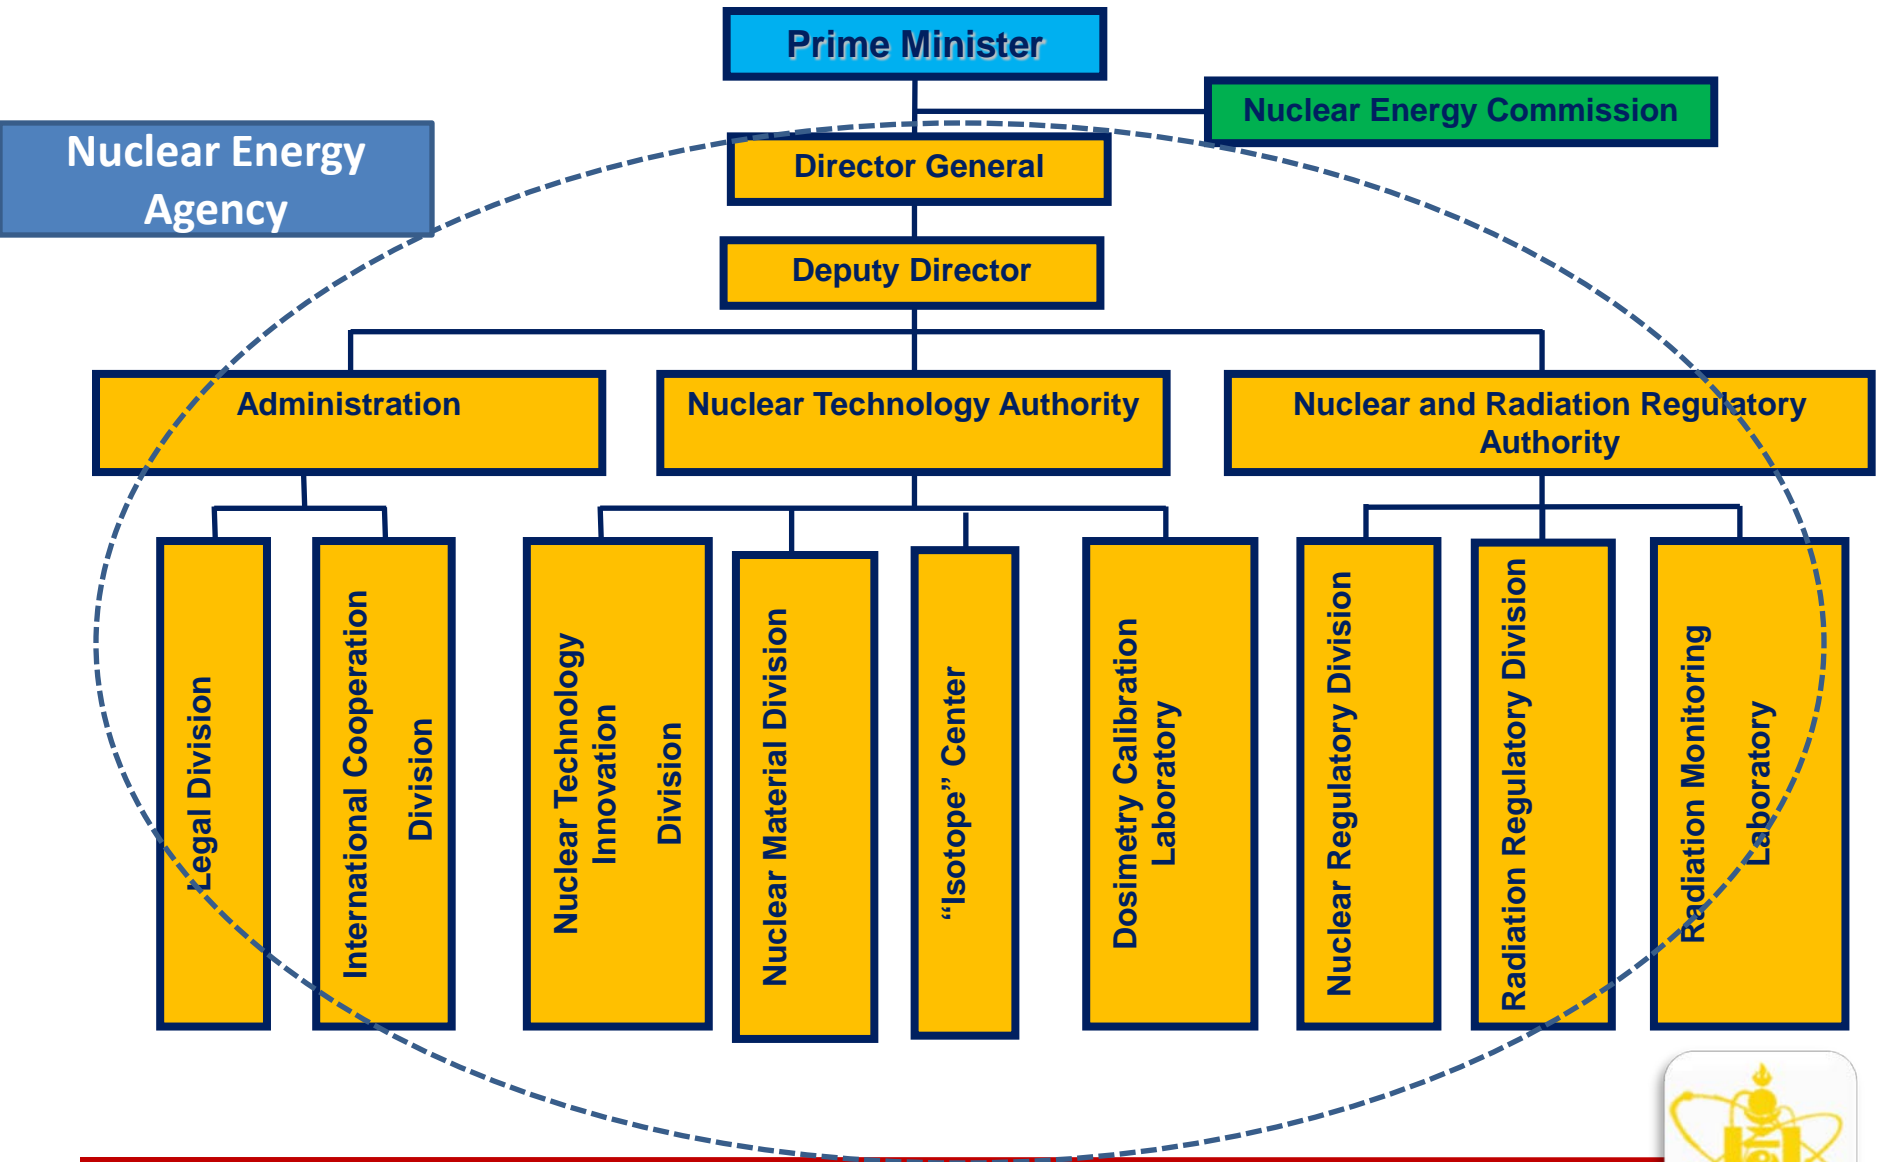 Prime Minister
Nuclear Energy Commission
Nuclear Energy
Agency
Director General
Deputy Director
Administration
Nuclear Technology Authority
Nuclear and Radiation Regulatory
Authority
Legal Division
International Cooperation
Division
Nuclear Technology
Innovation
Division
Nuclear Material Division
“Isotope” Center
Dosimetry Calibration
Laboratory
Nuclear Regulatory Division
Radiation Regulatory Division
Radiation Monitoring
Laboratory